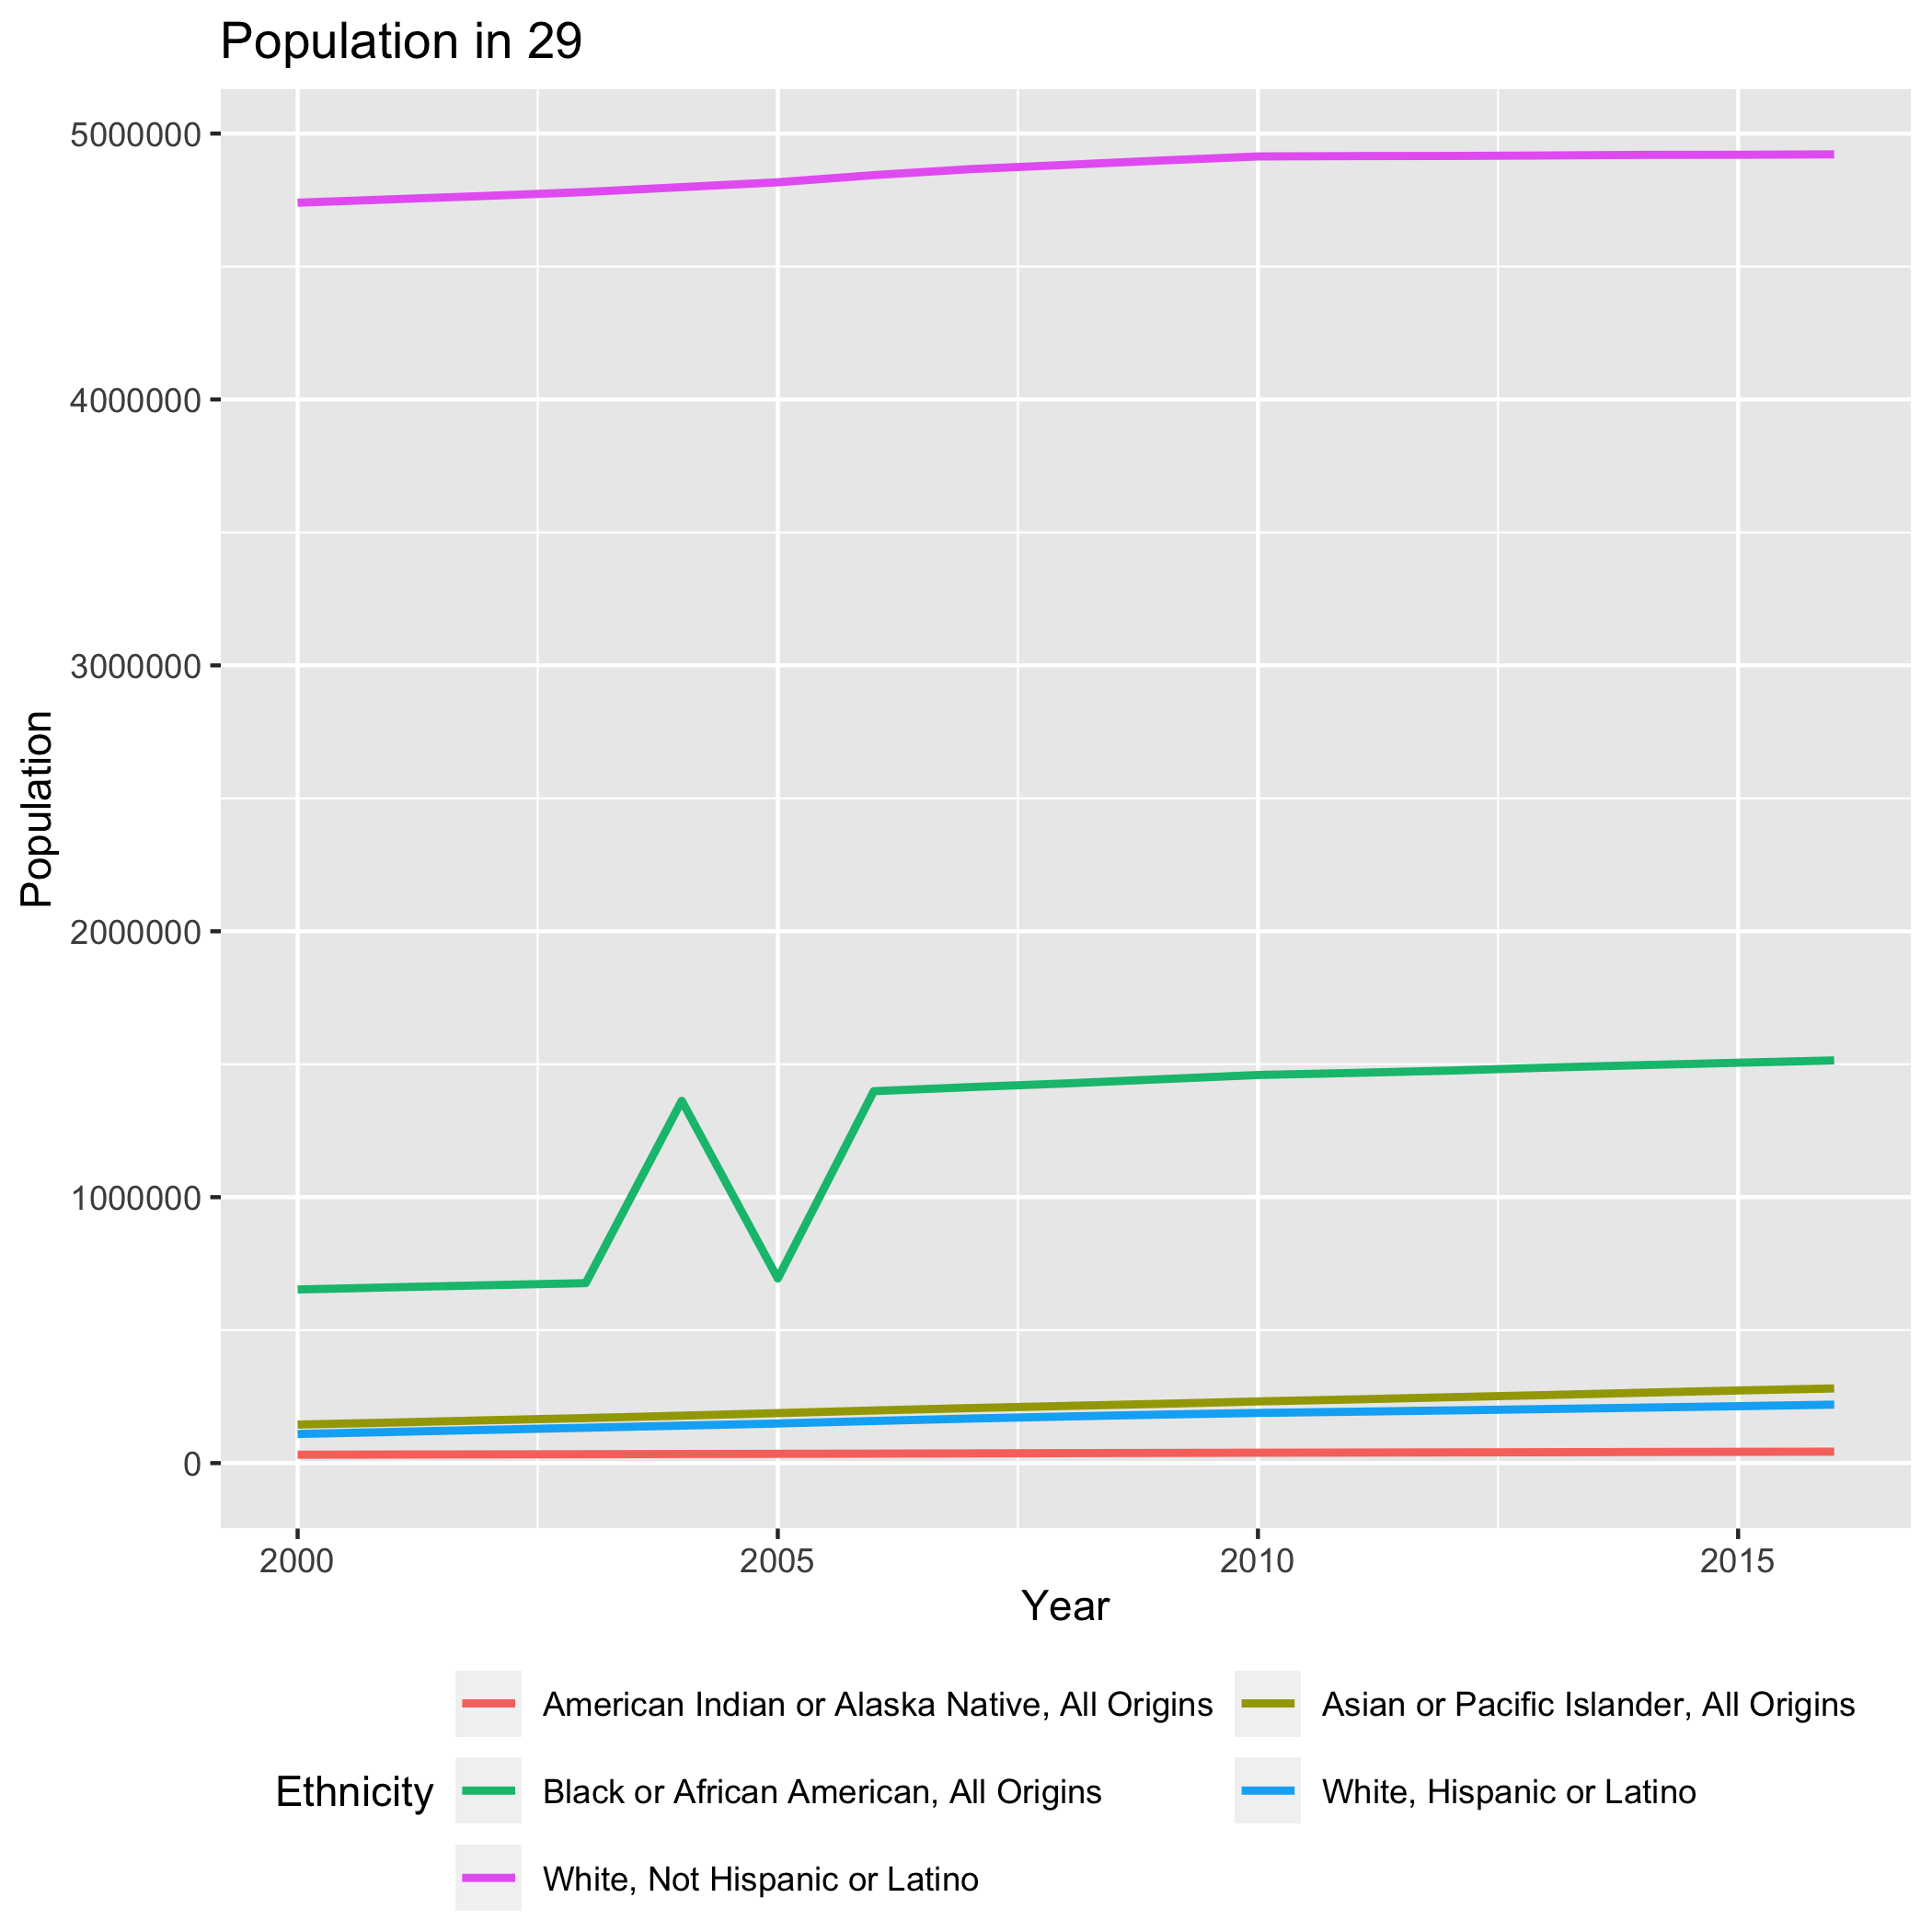 Population in 29
5000000
4000000
3000000
2000000
1000000
0
Population
2000 2005 2010 2015
Year
Ethnicity
American Indian or Alaska Native, All Origins
Asian or Pacific Islander, All Origins
Black or African American, All Origins
White, Hispanic or Latino
White, Not Hispanic or Latino